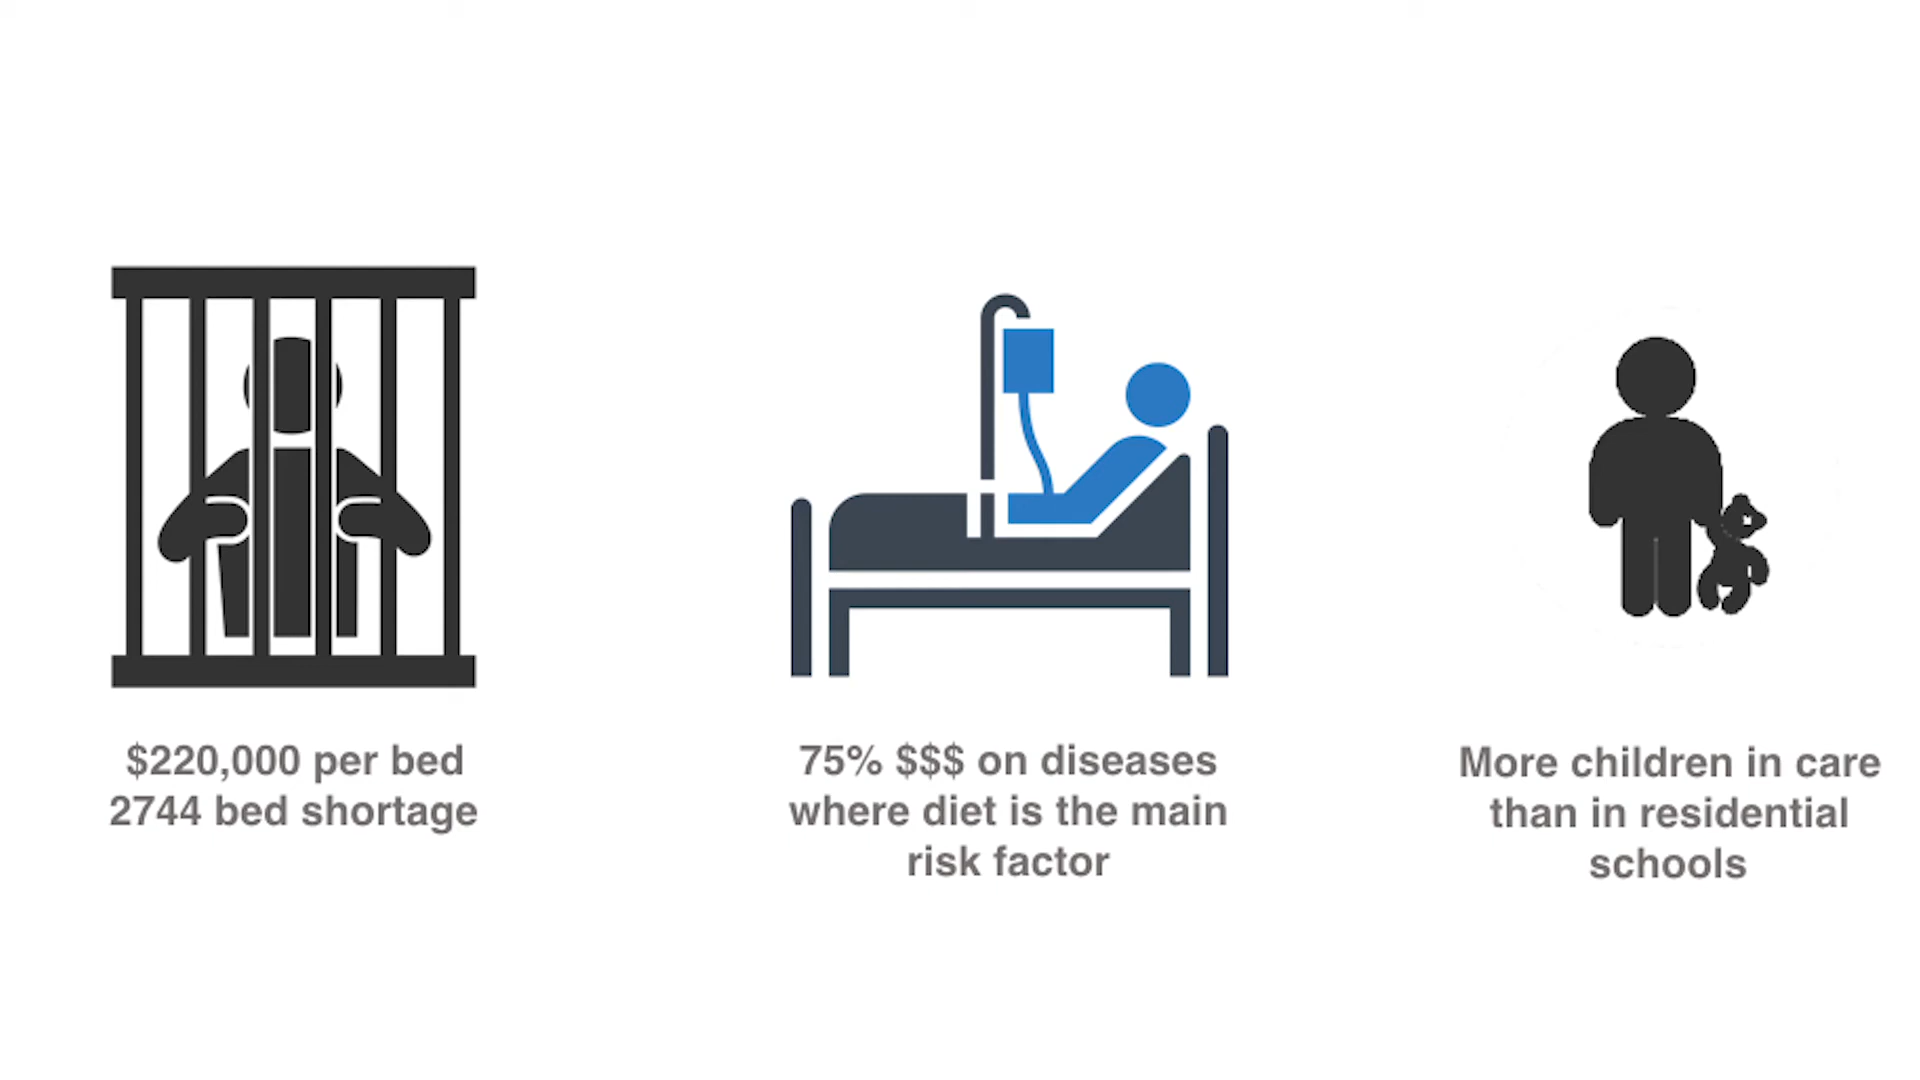 $220,000 per bed
2744 bed shortage
75% $$$ on diseases
where diet is the main
risk factor
More children in care
than in residential
schools